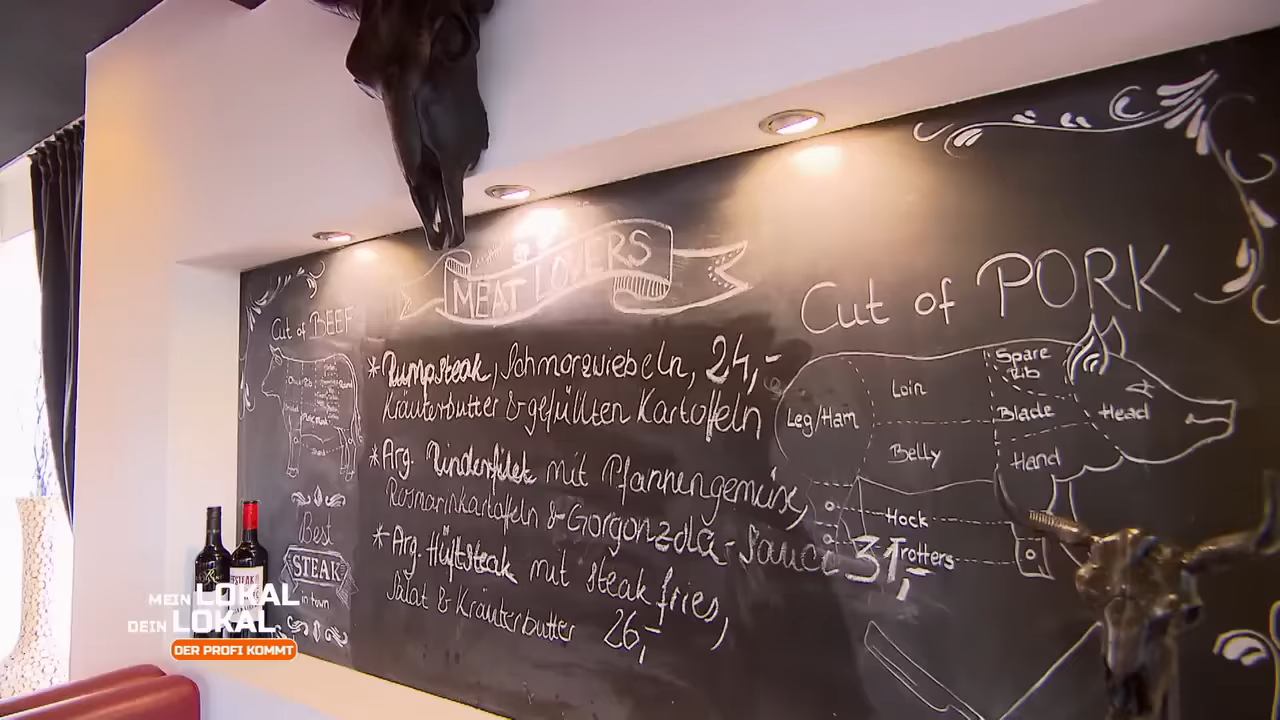 MEAT LOVERS
Cut of BEEF
*Rumpsteak, Schmorzwiebeln, 24,-
Kräuterbutter & gefüllten Kartoffeln
*Arg. Rinderfilet mit Pfannengemüse,
Rosmarinkartoffeln & Gorgonzola-Sauce 31,-
*Arg. Hüftsteak mit Steak fries,
Salat & Kräuterbutter 26,-
Best
STEAK
in town
Cut of PORK
Spare
Rib
Loin
Leg/Ham
Blade
Head
Belly
Hand
Hock
Trotters
MEIN LOKAL
DEIN LOKAL
DER PROFI KOMMT